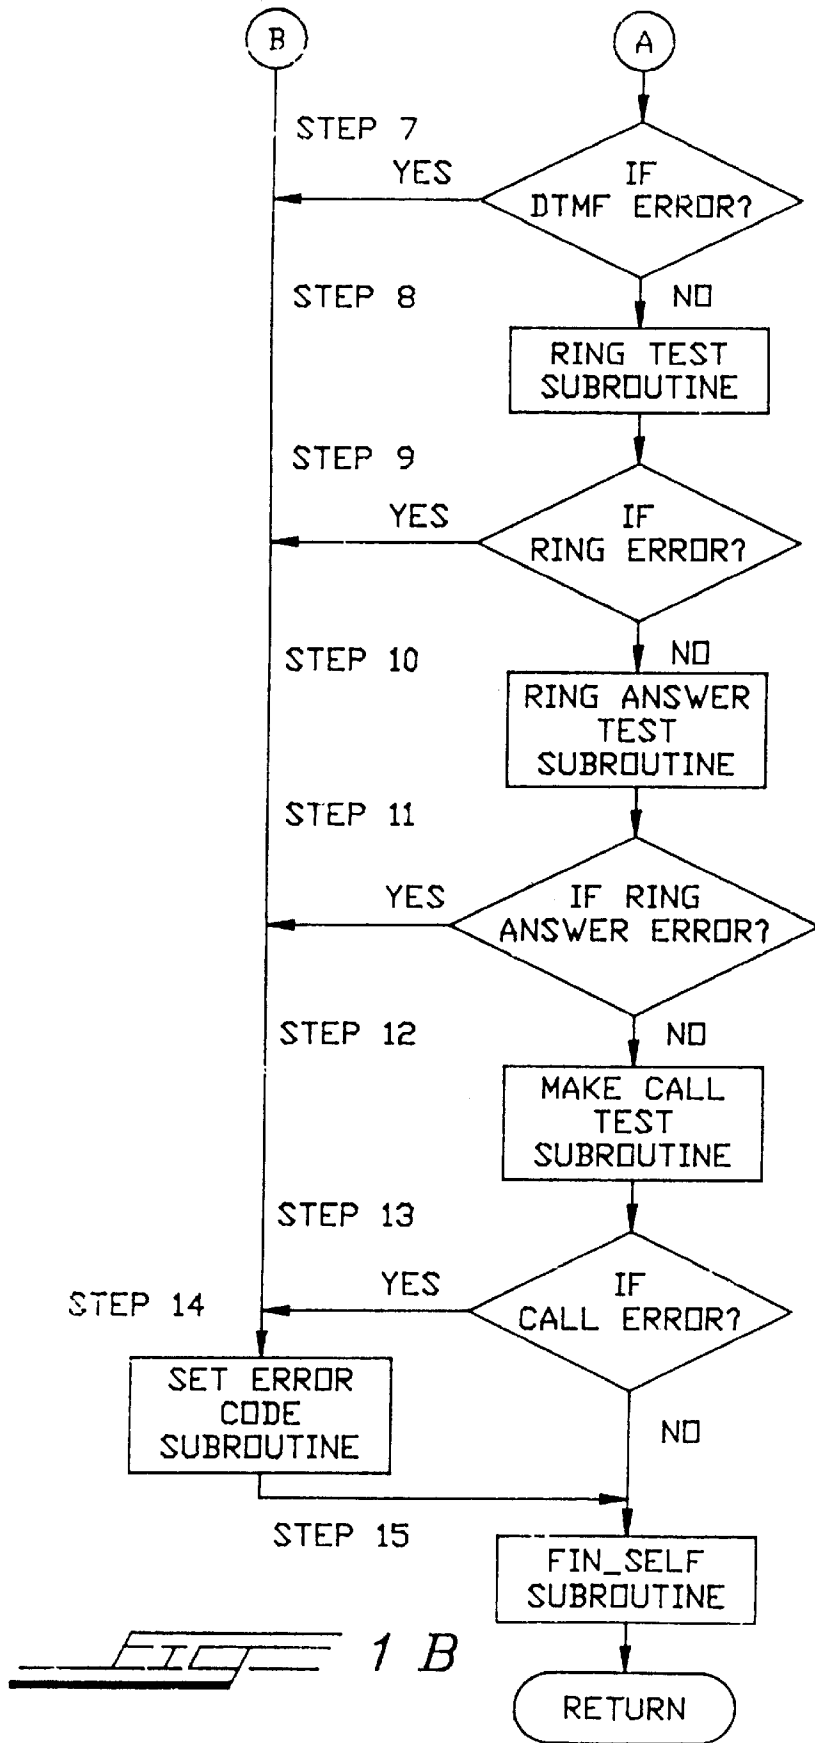 B
A
STEP 7
YES
IF
DTMF ERROR?
STEP 8
NO
RING TEST
SUBROUTINE
STEP 9
YES
IF
RING ERROR?
STEP 10
NO
RING ANSWER
TEST
SUBROUTINE
STEP 11
YES
IF RING
ANSWER ERROR?
STEP 12
NO
MAKE CALL
TEST
SUBROUTINE
STEP 13
YES
IF
CALL ERROR?
STEP 14
SET ERROR
CODE
SUBROUTINE
NO
STEP 15
FIN_SELF
SUBROUTINE
FIG 1 B
RETURN